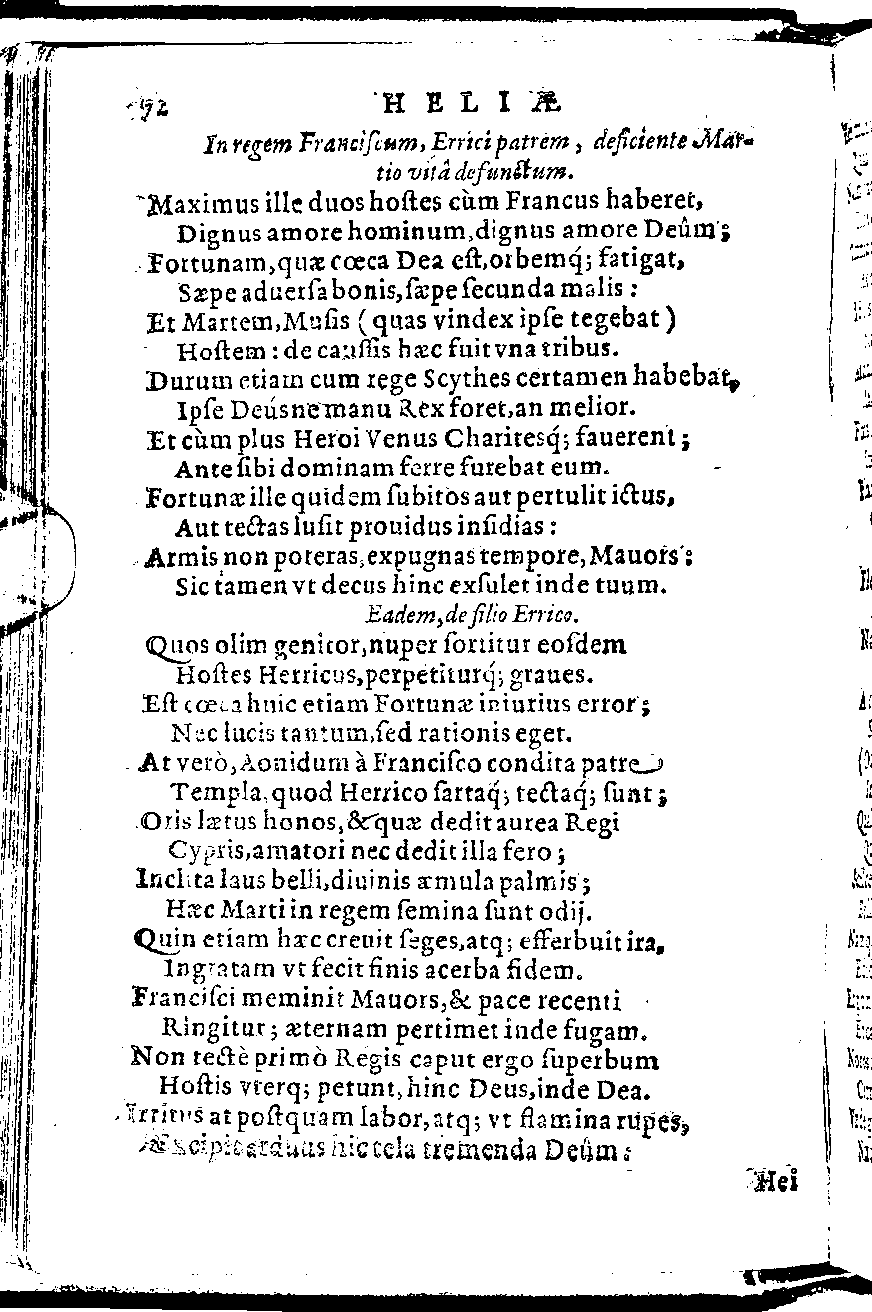 92 HELIÆ
In regem Franciſcum, Errici patrem, deficiente Mar-
tio vitâ defunctum.
Maximus ille duos hoſtes cùm Francus haberet,
Dignus amore hominum, dignus amore Deûm;
Fortunam, quæ cœca Dea eſt, orbemq́; fatigat,
Sæpe aduerſa bonis, ſæpe ſecunda malis:
Et Martem, Muſis (quas vindex ipſe tegebat)
Hoſtem: de cauſſis hæc fuit vna tribus.
Durum etiam cum rege Scythes certamen habebat,
Ipſe Deúsne manu Rex foret, an melior.
Et cùm plus Heroi Venus Charitesq́; fauerent;
Ante ſibi dominam ferre furebat eum.
Fortunæ ille quidem ſubitos aut pertulit ictus,
Aut tectas luſit prouidus inſidias:
Armis non poteras, expugnas tempore, Mauors;
Sic tamen vt decus hinc exſulet inde tuum.
Eadem, de filio Errico.
Quos olim genitor, nuper ſortitur eoſdem
Hoſtes Herricus, perpetiturq́; graues.
Eſt cœca huic etiam Fortunæ iniurius error;
Nec lucis tantum, ſed rationis eget.
At verò, Aonidum à Franciſco condita patre
Templa, quod Herrico ſartaq́; tectaq́; ſunt;
Oris lætus honos, & quæ dedit aurea Regi
Cypris, amatori nec dedit illa fero;
Inclita laus belli, diuinis æmula palmis;
Hæc Marti in regem ſemina ſunt odij.
Quin etiam hæc creuit ſeges, atq; efferbuit ira,
Ingratam vt fecit finis acerba fidem.
Franciſci meminit Mauors, & pace recenti
Ringitur; æternam pertimet inde fugam.
Non tectè primò Regis caput ergo ſuperbum
Hoſtis vterq; petunt, hinc Deus, inde Dea.
Irritus at poſtquam labor, atq; vt flamina rupes,
Excipit arduus hic tela tremenda Deûm:
Hei